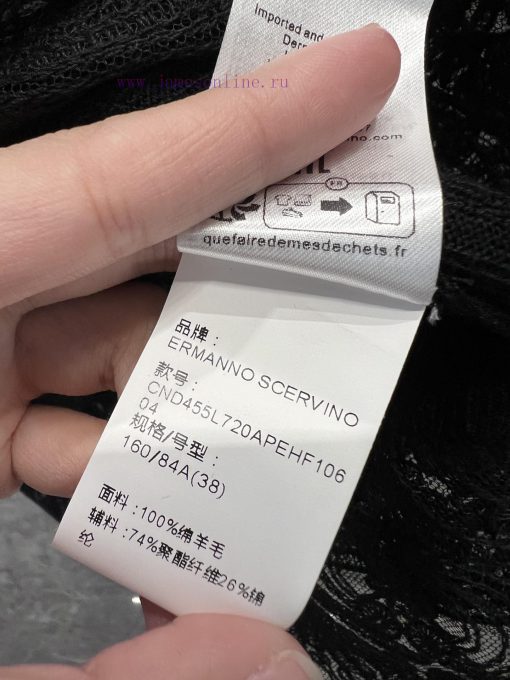 Imported and
www.lomesonline.ru
quefairedemesdechets.fr
品牌：
ERMANNO SCERVINO
款号：
CND455L720APEHF106
04
规格/号型：
160/84A(38)
面料：100%绵羊毛
辅料：74%聚酯纤维26%锦
纶